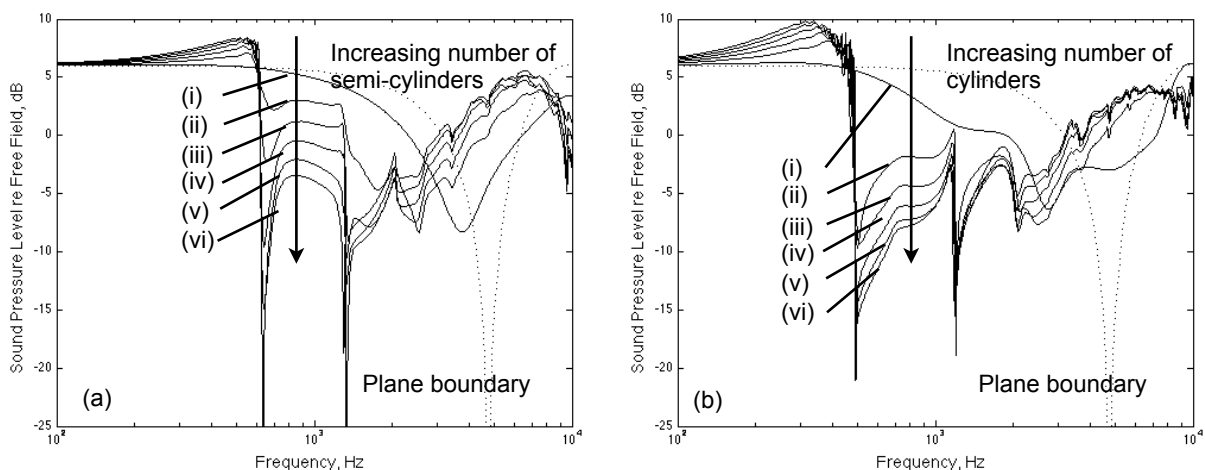 Sound Pressure Level re Free Field, dB
10
5
0
-5
-10
-15
-20
-25
Increasing number of
semi-cylinders
(i)
(ii)
(iii)
(iv)
(v)
(vi)
Plane boundary
(a)
10²
10³
10⁴
Frequency, Hz
Sound Pressure Level re Free Field, dB
10
5
0
-5
-10
-15
-20
-25
Increasing number of
cylinders
(i)
(ii)
(iii)
(iv)
(v)
(vi)
Plane boundary
(b)
10²
10³
10⁴
Frequency, Hz